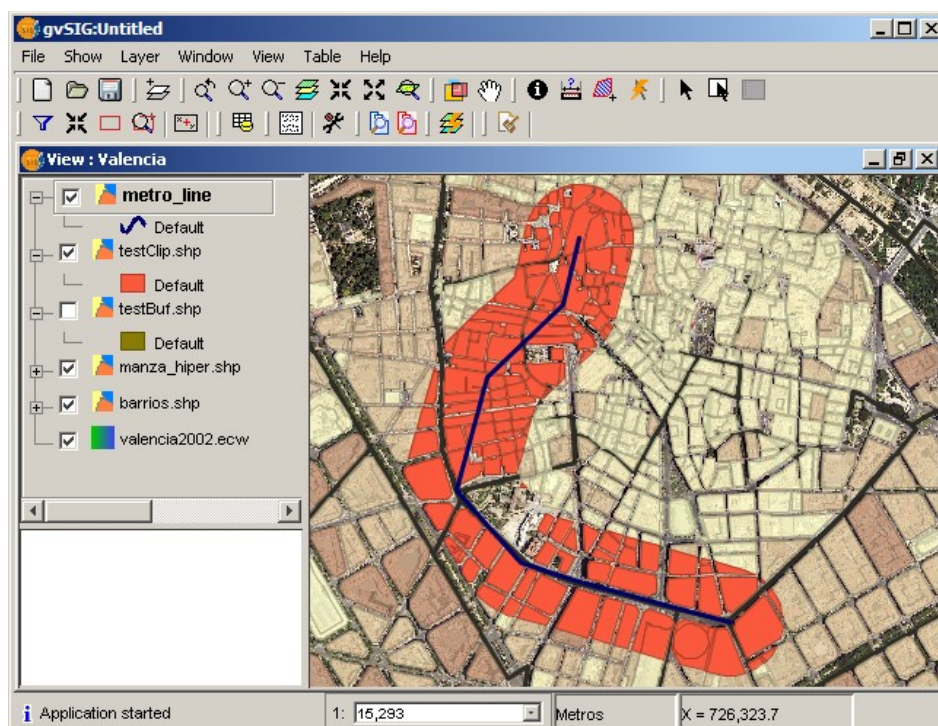 gvSIG:Untitled
File Show Layer Window View Table Help
View : Valencia
metro_line
Default
testClip.shp
Default
testBuf.shp
Default
manza_hiper.shp
barrios.shp
valencia2002.ecw
Application started
1: 15,293
Metros
X = 726,323.7